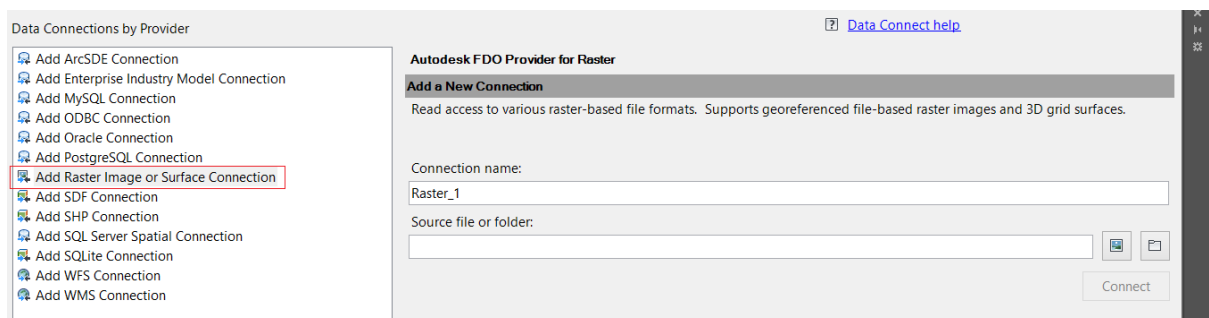 Data Connections by Provider
? Data Connect help
Add ArcSDE Connection
Add Enterprise Industry Model Connection
Add MySQL Connection
Add ODBC Connection
Add Oracle Connection
Add PostgreSQL Connection
Add Raster Image or Surface Connection
Add SDF Connection
Add SHP Connection
Add SQL Server Spatial Connection
Add SQLite Connection
Add WFS Connection
Add WMS Connection
Autodesk FDO Provider for Raster
Add a New Connection
Read access to various raster-based file formats.  Supports georeferenced file-based raster images and 3D grid surfaces.
Connection name:
Raster_1
Source file or folder:
Connect